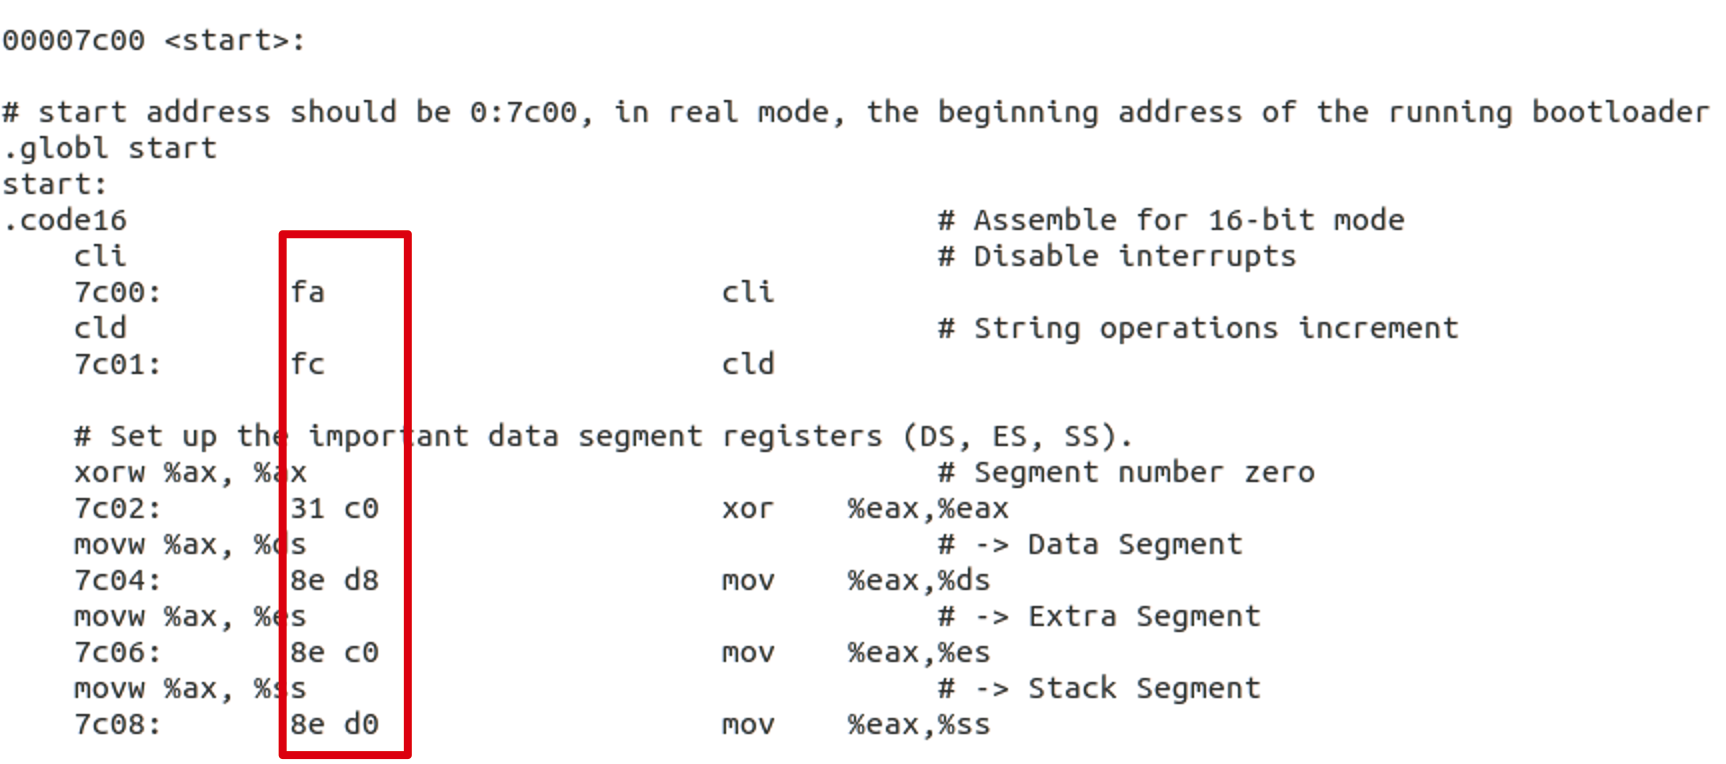 00007c00 <start>:
# start address should be 0:7c00, in real mode, the beginning address of the running bootloader
.globl start
start:
.code16 # Assemble for 16-bit mode
cli # Disable interrupts
7c00: fa cli
cld # String operations increment
7c01: fc cld
# Set up the important data segment registers (DS, ES, SS).
xorw %ax, %ax # Segment number zero
7c02: 31 c0 xor %eax,%eax
movw %ax, %ds # -> Data Segment
7c04: 8e d8 mov %eax,%ds
movw %ax, %es # -> Extra Segment
7c06: 8e c0 mov %eax,%es
movw %ax, %ss # -> Stack Segment
7c08: 8e d0 mov %eax,%ss